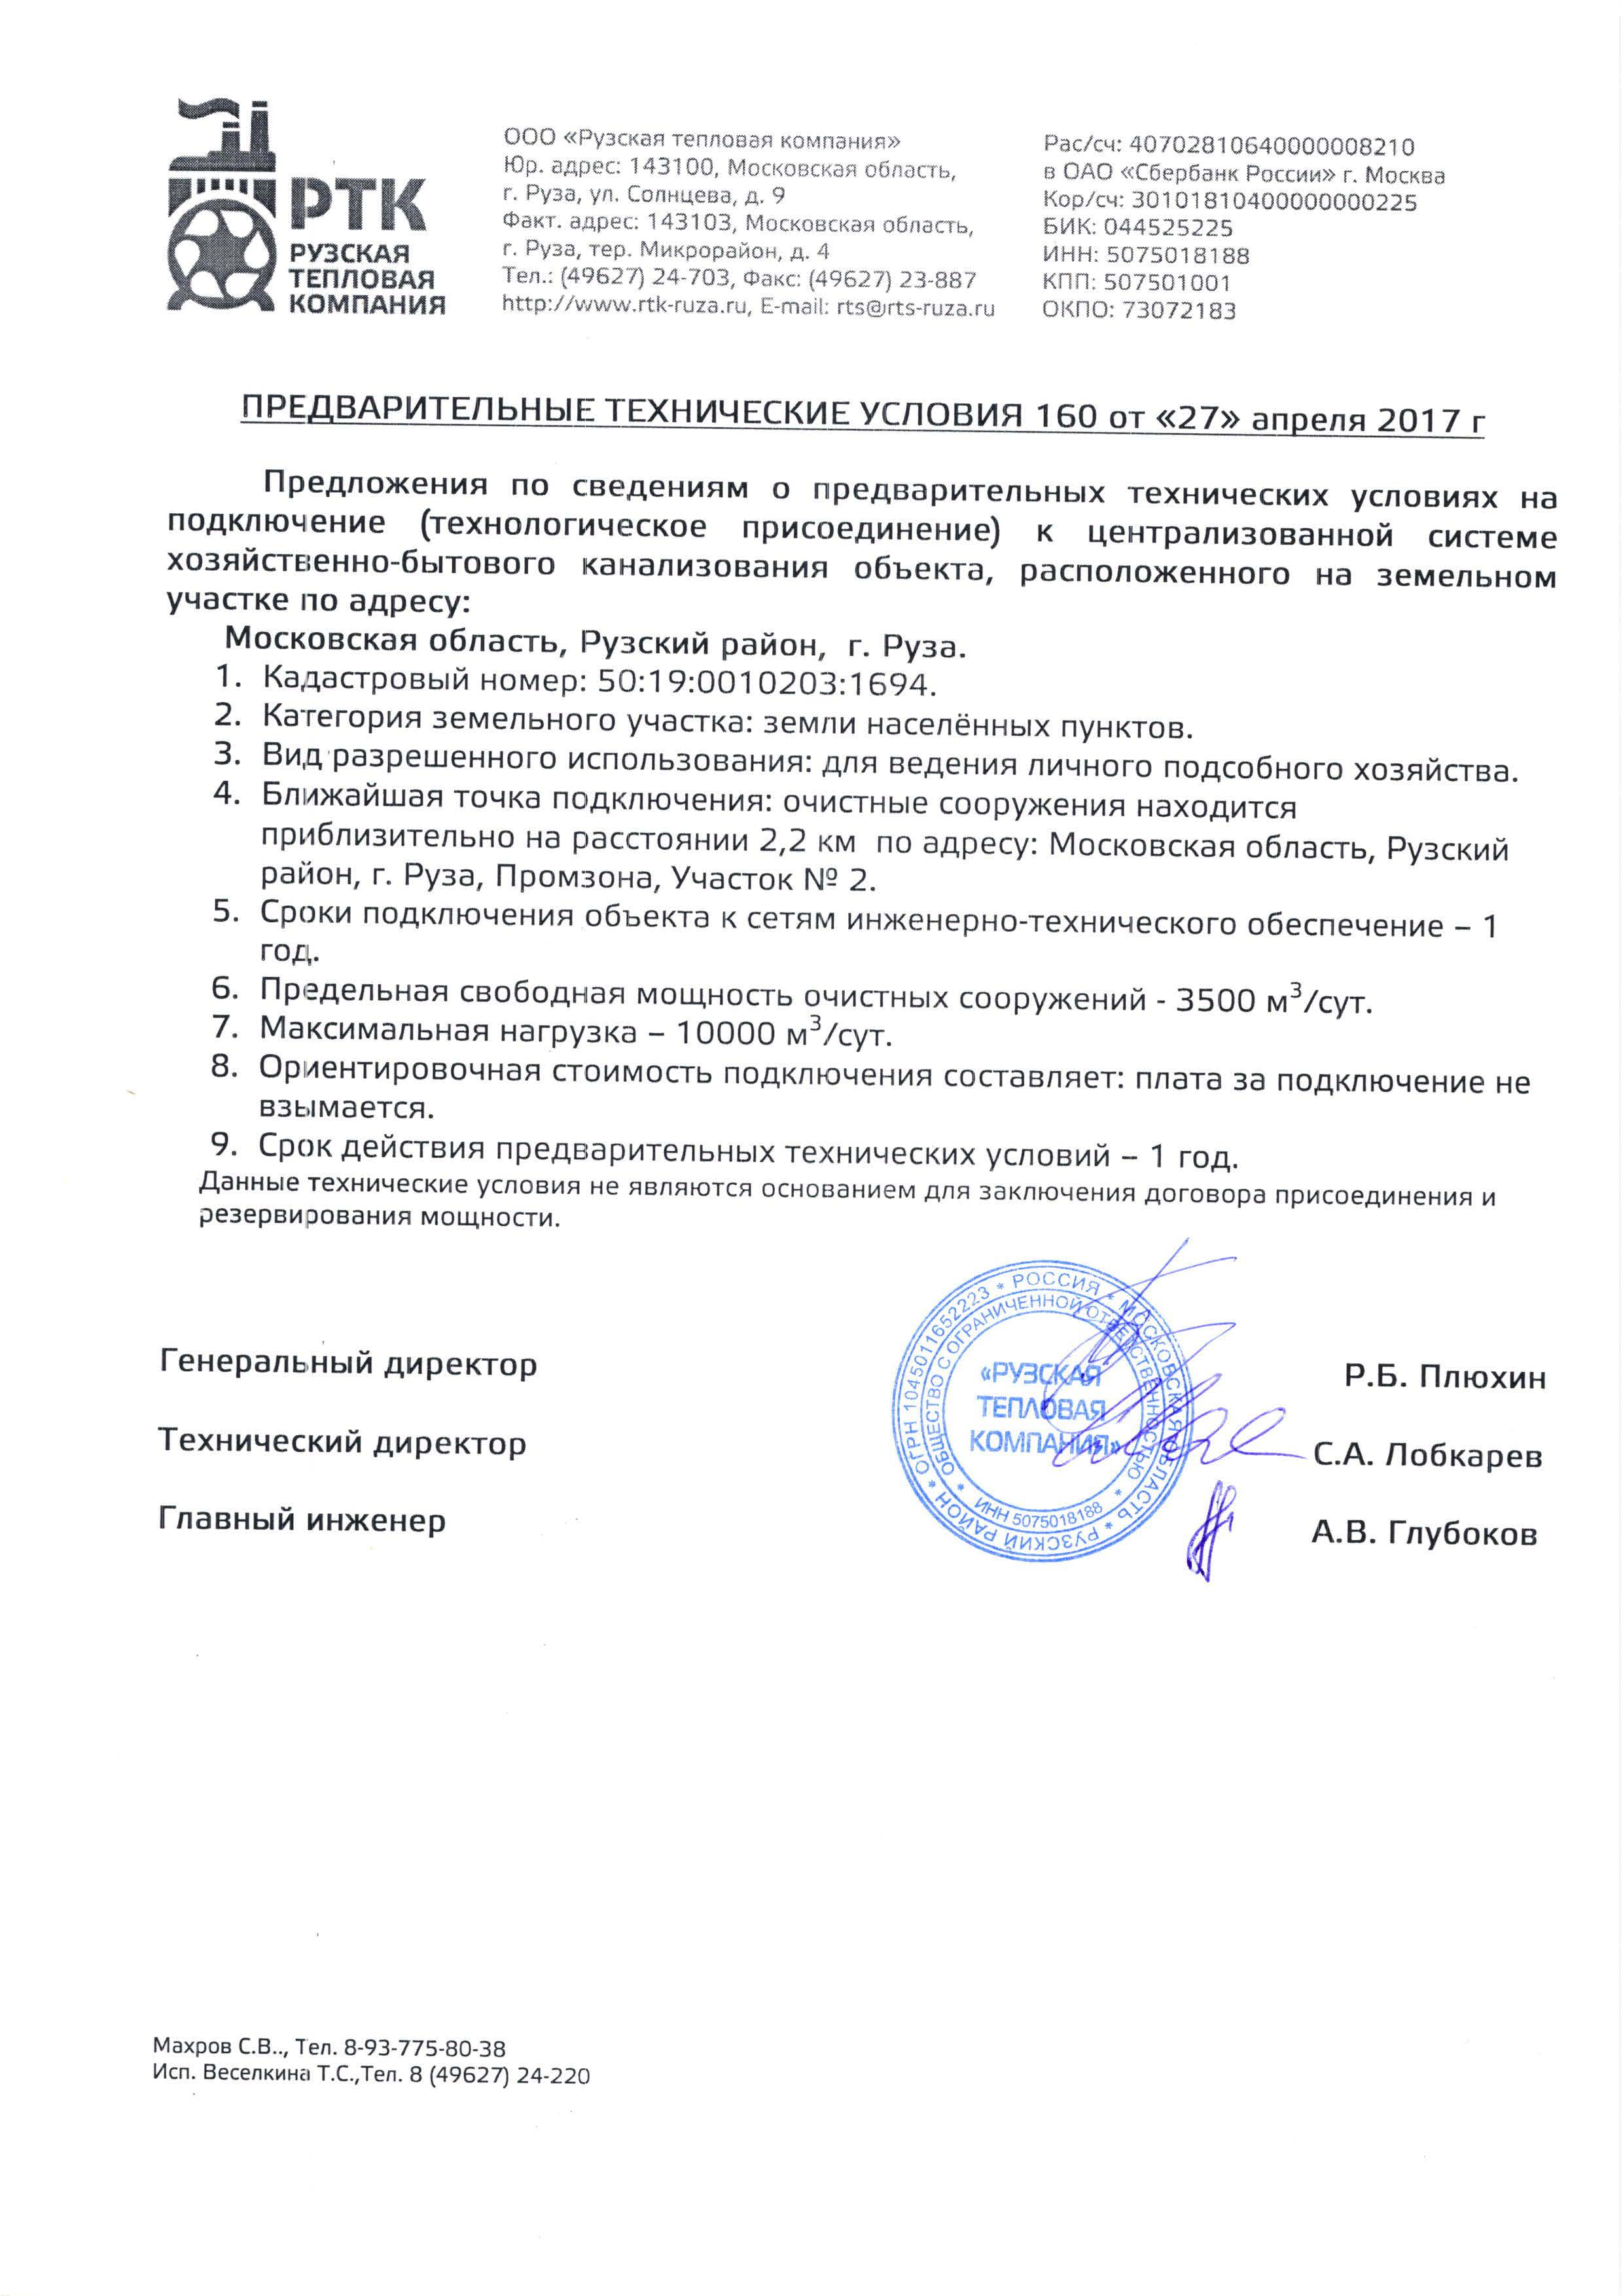 РТК
РУЗСКАЯ
ТЕПЛОВАЯ
КОМПАНИЯ
ООО «Рузская тепловая компания»
Юр. адрес: 143100, Московская область,
г. Руза, ул. Солнцева, д. 9
Факт. адрес: 143103, Московская область,
г. Руза, тер. Микрорайон, д. 4
Тел.: (49627) 24-703, Факс: (49627) 23-887
http://www.rtk-ruza.ru, E-mail: rts@rts-ruza.ru
Рас/сч: 40702810640000008210
в ОАО «Сбербанк России» г. Москва
Кор/сч: 30101810400000000225
БИК: 044525225
ИНН: 5075018188
КПП: 507501001
ОКПО: 73072183
ПРЕДВАРИТЕЛЬНЫЕ ТЕХНИЧЕСКИЕ УСЛОВИЯ 160 от «27» апреля 2017 г
Предложения по сведениям о предварительных технических условиях на
подключение (технологическое присоединение) к централизованной системе
хозяйственно-бытового канализования объекта, расположенного на земельном
участке по адресу:
Московская область, Рузский район, г. Руза.
1. Кадастровый номер: 50:19:0010203:1694.
2. Категория земельного участка: земли населённых пунктов.
3. Вид разрешенного использования: для ведения личного подсобного хозяйства.
4. Ближайшая точка подключения: очистные сооружения находится
приблизительно на расстоянии 2,2 км по адресу: Московская область, Рузский
район, г. Руза, Промзона, Участок № 2.
5. Сроки подключения объекта к сетям инженерно-технического обеспечение – 1
год.
6. Предельная свободная мощность очистных сооружений - 3500 м³/сут.
7. Максимальная нагрузка – 10000 м³/сут.
8. Ориентировочная стоимость подключения составляет: плата за подключение не
взымается.
9. Срок действия предварительных технических условий – 1 год.
Данные технические условия не являются основанием для заключения договора присоединения и
резервирования мощности.
Генеральный директор
Р.Б. Плюхин
Технический директор
С.А. Лобкарев
Главный инженер
А.В. Глубоков
* РОССИЯ * МОСКОВСКАЯ ОБЛАСТЬ * РУЗСКИЙ РАЙОН * ОГРН 1045011652223
ОБЩЕСТВО С ОГРАНИЧЕННОЙ ОТВЕТСТВЕННОСТЬЮ
* ИНН 5075018188 *
«РУЗСКАЯ
ТЕПЛОВАЯ
КОМПАНИЯ»
Махров С.В.., Тел. 8-93-775-80-38
Исп. Веселкина Т.С.,Тел. 8 (49627) 24-220